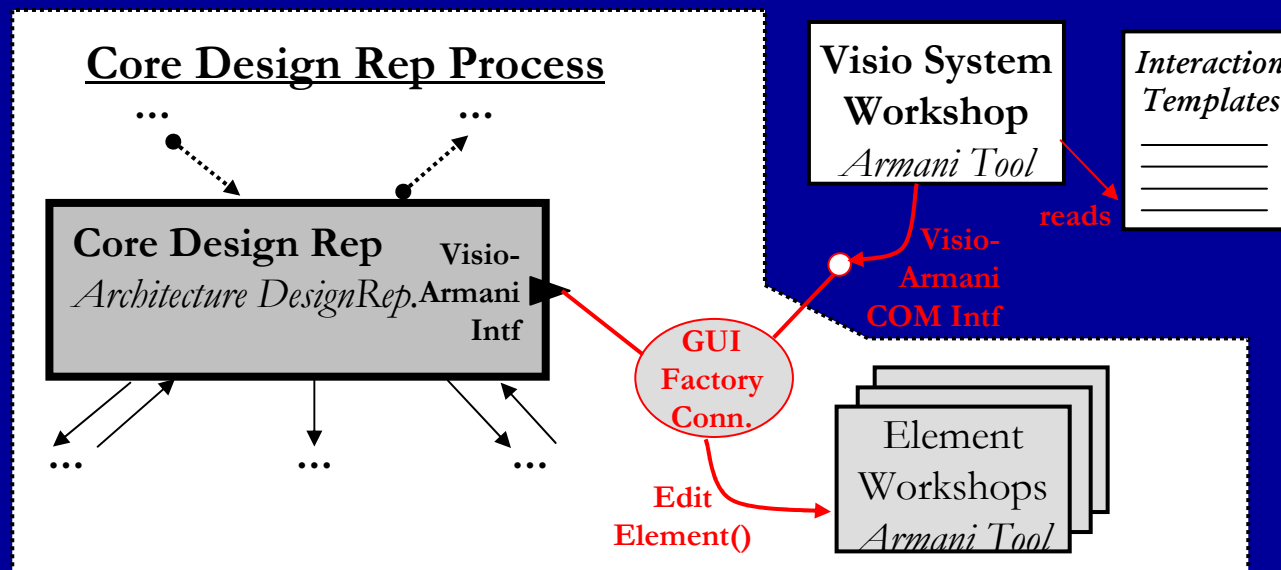 Core Design Rep Process
... ...
Visio System
Workshop
Armani Tool
Interaction
Templates
reads
Core Design Rep
Architecture DesignRep.
Visio-
Armani
Intf
Visio-
Armani
COM Intf
GUI
Factory
Conn.
... ... ...
Edit
Element()
Element
Workshops
Armani Tool